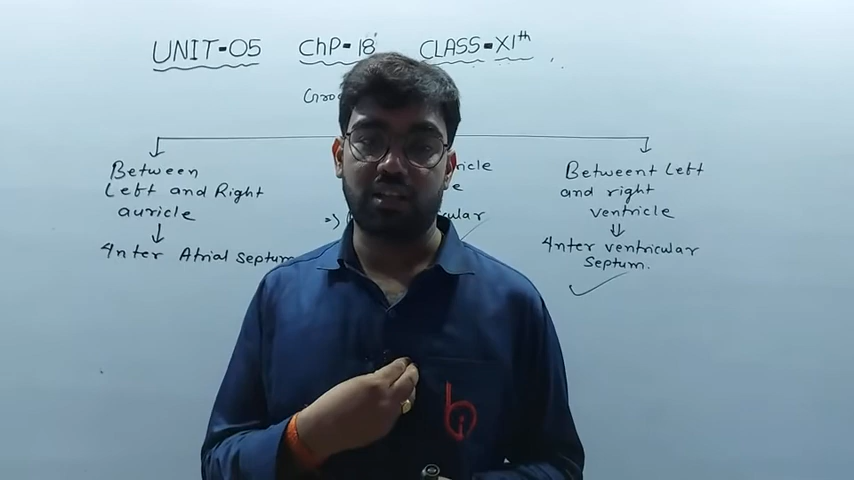 UNIT-05 ChP-18 CLASS-XIth
Between
Left and Right
auricle
Inter Atrial Septum
Between Left
and right
ventricle
Inter ventricular
Septum.